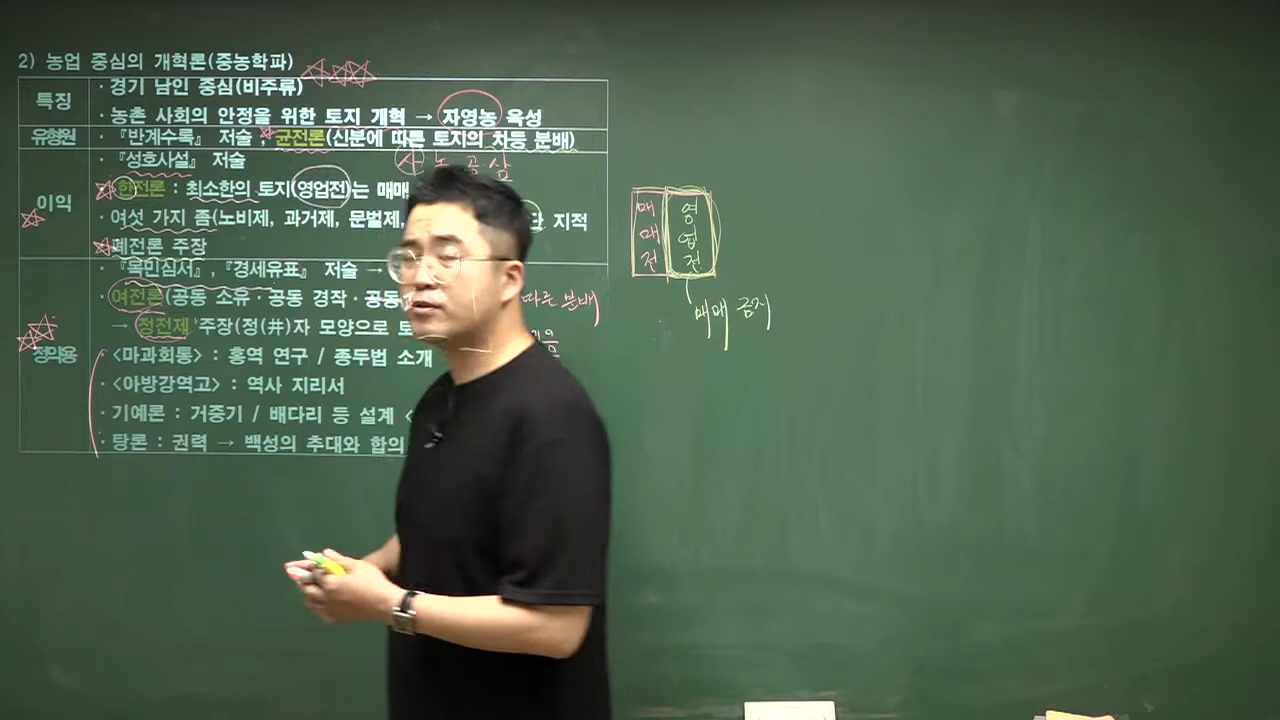 2) 농업 중심의 개혁론(중농학파)
특징
· 경기 남인 중심(비주류)
· 농촌 사회의 안정을 위한 토지 개혁 → 자영농 육성
유형원
· 『반계수록』 저술, 균전론(신분에 따른 토지의 차등 분배)
사 농 공 상
이익
· 『성호사설』 저술
· 한전론 : 최소한의 토지(영업전)는 매매
· 여섯 가지 좀(노비제, 과거제, 문벌제, 지적
· 폐전론 주장
정약용
· 『목민심서』, 『경세유표』 저술 →
· 여전론(공동 소유·공동 경작·공동
따른 분배
→ 정전제 주장(정(井)자 모양으로 토
· <마과회통> : 홍역 연구 / 종두법 소개
· <아방강역고> : 역사 지리서
· 기예론 : 거중기 / 배다리 등 설계 <
· 탕론 : 권력 → 백성의 추대와 합의
매매전
영업전
매매 금지